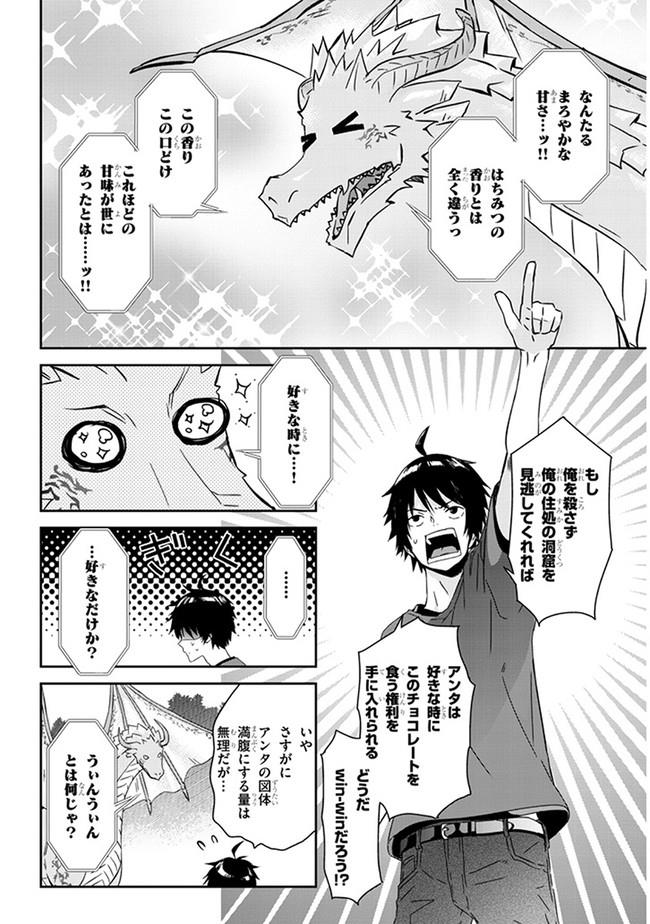 なんたる
まろやかな
甘さ…ッ!!
はちみつの
香りとは
全く違うっ
この香り
この口どけ
これほどの
甘味が世に
あったとは……ッ!!
もし
俺を殺さず
俺の住処の洞窟を
見逃してくれれば
アンタは
好きな時に
このチョコレートを
食う権利を
手に入れられる
どうだ
win-winだろう!?
好きな時に…!
……
…好きなだけか?
ぎく
いや
さすがに
アンタの図体
満腹にする量は
無理だが…
うぃんうぃん
とは何じゃ?